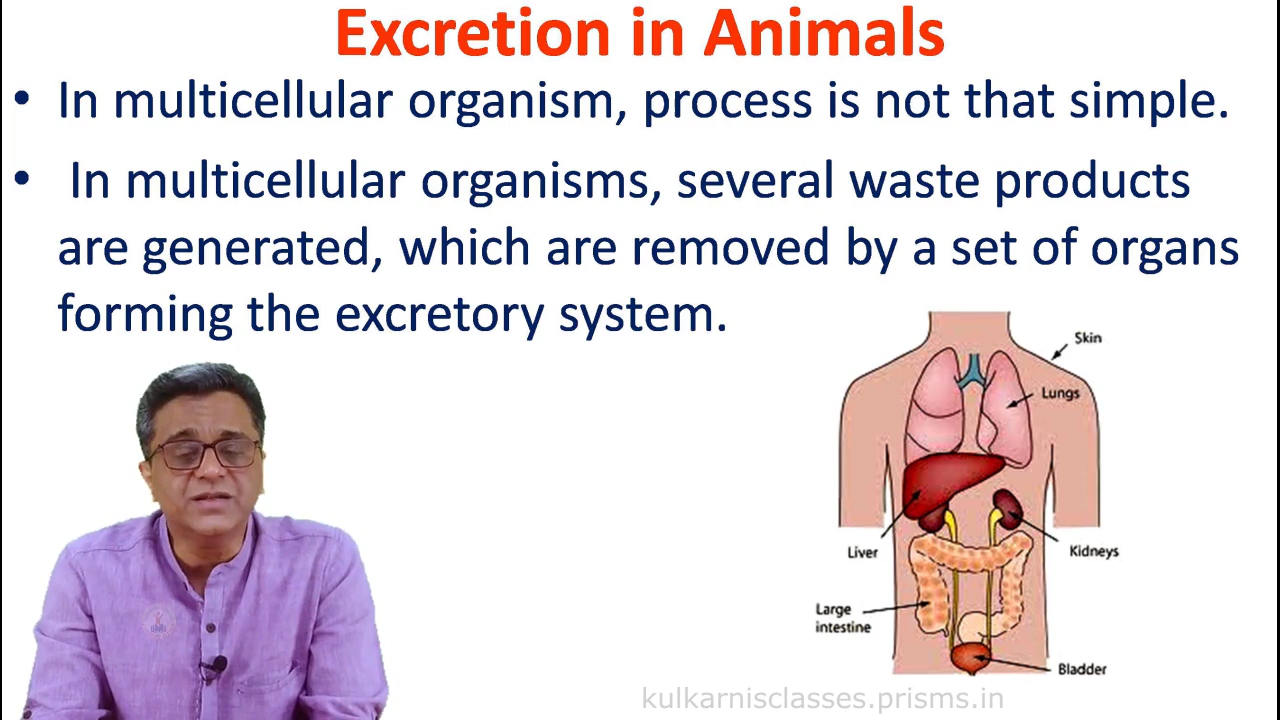 Excretion in Animals
• In multicellular organism, process is not that simple.
• In multicellular organisms, several waste products
are generated, which are removed by a set of organs
forming the excretory system.
Skin
Lungs
Liver
Kidneys
Large
intestine
Bladder
kulkarnisclasses.prisms.in